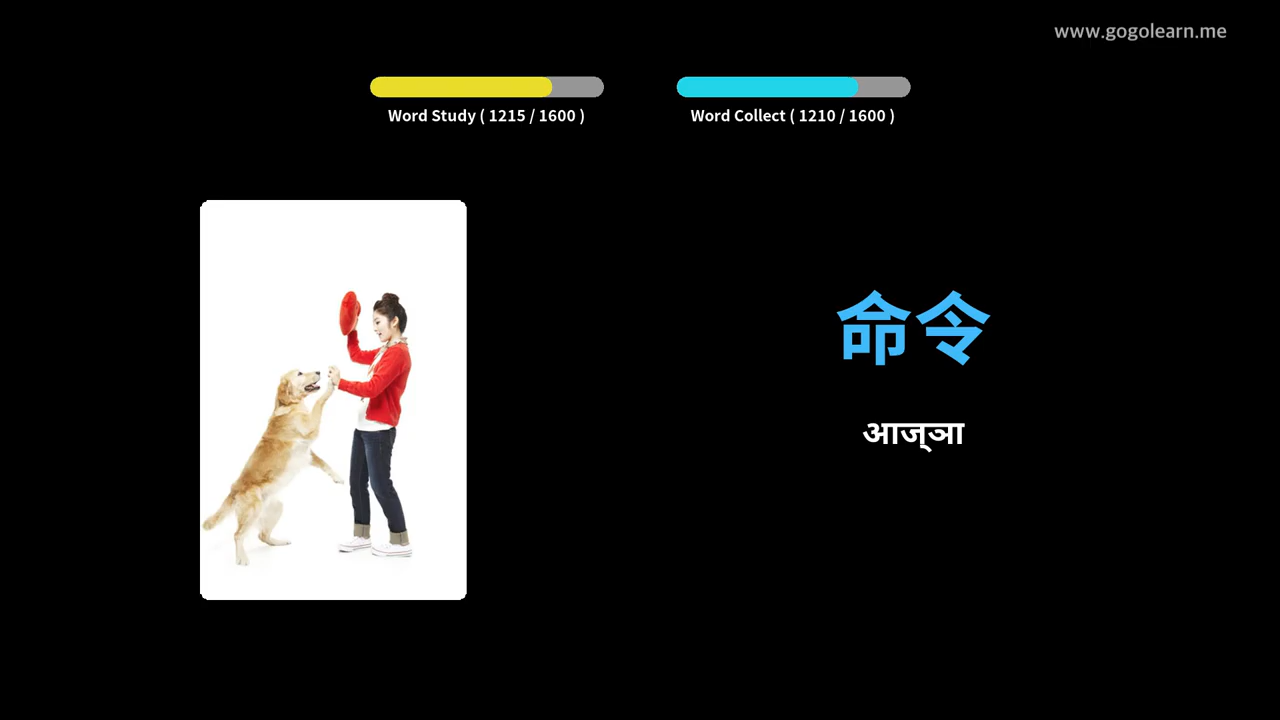 www.gogolearn.me
Word Study ( 1215 / 1600 )
Word Collect ( 1210 / 1600 )
命令
आज्ञा